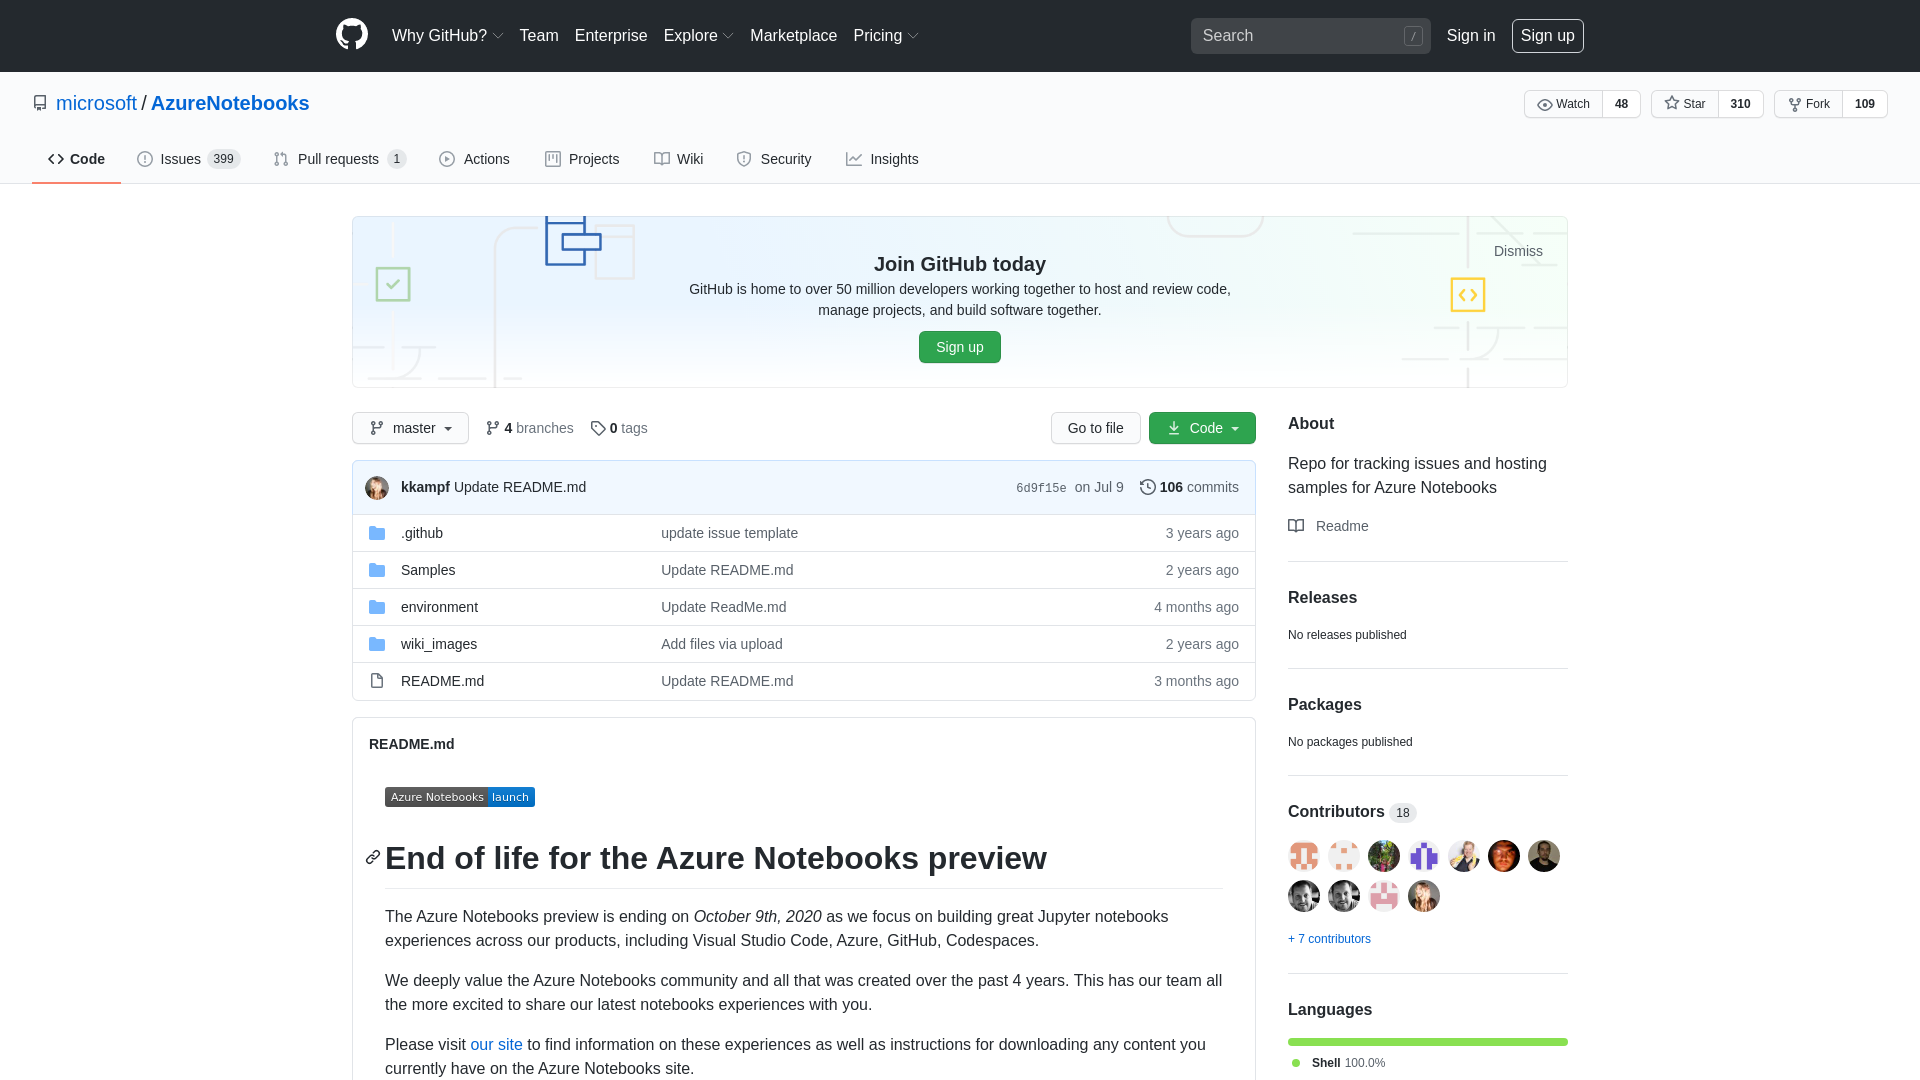 Why GitHub? Team Enterprise Explore Marketplace Pricing Search / Sign in Sign up
microsoft / AzureNotebooks
Watch 48 Star 310 Fork 109
Code Issues 399 Pull requests 1 Actions Projects Wiki Security Insights
Dismiss
Join GitHub today
GitHub is home to over 50 million developers working together to host and review code,
manage projects, and build software together.
Sign up
master 4 branches 0 tags Go to file Code
kkampf Update README.md 6d9f15e on Jul 9 106 commits
.github update issue template 3 years ago
Samples Update README.md 2 years ago
environment Update ReadMe.md 4 months ago
wiki_images Add files via upload 2 years ago
README.md Update README.md 3 months ago
README.md
Azure Notebooks launch
End of life for the Azure Notebooks preview
The Azure Notebooks preview is ending on October 9th, 2020 as we focus on building great Jupyter notebooks
experiences across our products, including Visual Studio Code, Azure, GitHub, Codespaces.
We deeply value the Azure Notebooks community and all that was created over the past 4 years. This has our team all
the more excited to share our latest notebooks experiences with you.
Please visit our site to find information on these experiences as well as instructions for downloading any content you
currently have on the Azure Notebooks site.
About
Repo for tracking issues and hosting
samples for Azure Notebooks
Readme
Releases
No releases published
Packages
No packages published
Contributors 18
+ 7 contributors
Languages
Shell 100.0%